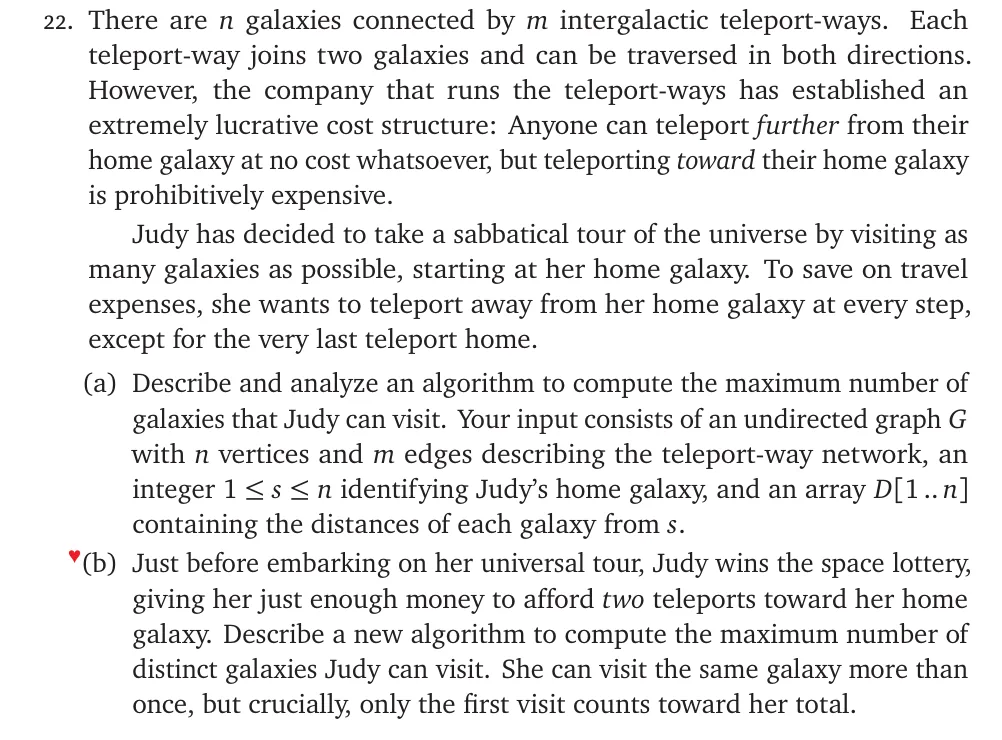 22. There are n galaxies connected by m intergalactic teleport-ways. Each
teleport-way joins two galaxies and can be traversed in both directions.
However, the company that runs the teleport-ways has established an
extremely lucrative cost structure: Anyone can teleport further from their
home galaxy at no cost whatsoever, but teleporting toward their home galaxy
is prohibitively expensive.
Judy has decided to take a sabbatical tour of the universe by visiting as
many galaxies as possible, starting at her home galaxy. To save on travel
expenses, she wants to teleport away from her home galaxy at every step,
except for the very last teleport home.
(a) Describe and analyze an algorithm to compute the maximum number of
galaxies that Judy can visit. Your input consists of an undirected graph G
with n vertices and m edges describing the teleport-way network, an
integer 1 ≤ s ≤ n identifying Judy’s home galaxy, and an array D[1 .. n]
containing the distances of each galaxy from s.
♥(b) Just before embarking on her universal tour, Judy wins the space lottery,
giving her just enough money to afford two teleports toward her home
galaxy. Describe a new algorithm to compute the maximum number of
distinct galaxies Judy can visit. She can visit the same galaxy more than
once, but crucially, only the first visit counts toward her total.